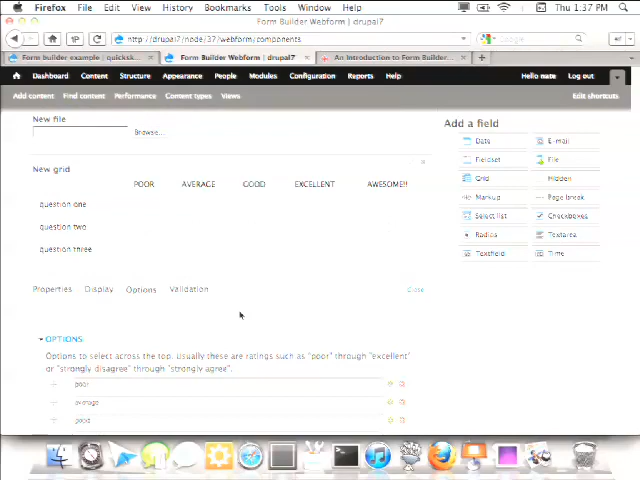 Firefox File Edit View History Bookmarks Tools Window Help Thu 1:37 PM
Form Builder Webform | drupal7
http://drupal7/node/37/webform/components
Form builder example | quicksk... Form Builder Webform | drupal7 An Introduction to Form Builder...
Dashboard Content Structure Appearance People Modules Configuration Reports Help Hello nate Log out
Add content Find content Performance Content types Views Edit shortcuts
New file
Browse...
New grid
POOR AVERAGE GOOD EXCELLENT AWESOME!!
question one
question two
question three
Properties Display Options Validation Close
OPTIONS
Options to select across the top. Usually these are ratings such as "poor" through "excellent"
or "strongly disagree" through "strongly agree".
poor
average
good
Add a field
Date E-mail
Fieldset File
Grid Hidden
Markup Page break
Select list Checkboxes
Radios Textarea
Textfield Time